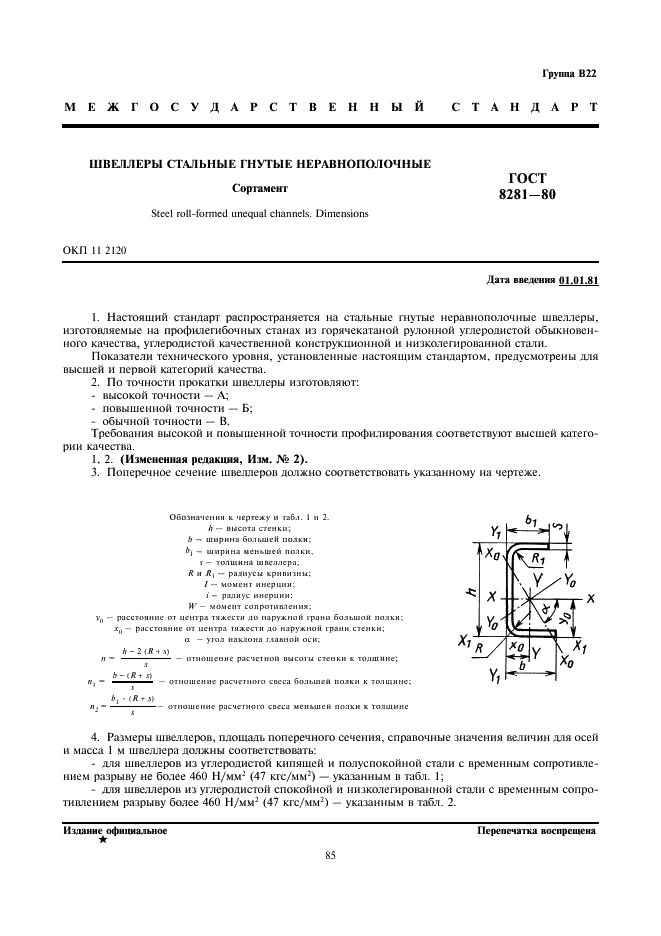 Группа В22
МЕЖГОСУДАРСТВЕННЫЙ СТАНДАРТ
ШВЕЛЛЕРЫ СТАЛЬНЫЕ ГНУТЫЕ НЕРАВНОПОЛОЧНЫЕ
Сортамент
Steel roll-formed unequal channels. Dimensions
ГОСТ
8281—80
ОКП 11 2120
Дата введения 01.01.81
1. Настоящий стандарт распространяется на стальные гнутые неравнополочные швеллеры,
изготовляемые на профилегибочных станах из горячекатаной рулонной углеродистой обыкновен-
ного качества, углеродистой качественной конструкционной и низколегированной стали.
Показатели технического уровня, установленные настоящим стандартом, предусмотрены для
высшей и первой категорий качества.
2. По точности прокатки швеллеры изготовляют:
- высокой точности — А;
- повышенной точности — Б;
- обычной точности — В.
Требования высокой и повышенной точности профилирования соответствуют высшей катего-
рии качества.
1, 2. (Измененная редакция, Изм. № 2).
3. Поперечное сечение швеллеров должно соответствовать указанному на чертеже.
Обозначения к чертежу и табл. 1 и 2.
h — высота стенки;
b — ширина большей полки;
b₁ — ширина меньшей полки,
s — толщина швеллера;
R и R₁ — радиусы кривизны;
I — момент инерции;
i — радиус инерции;
W — момент сопротивления;
y₀ — расстояние от центра тяжести до наружной грани большой полки;
x₀ — расстояние от центра тяжести до наружной грани стенки;
α — угол наклона главной оси;
n = h − 2 (R + s) / s — отношение расчетной высоты стенки к толщине;
n₁ = b − (R + s) / s — отношение расчетного свеса большей полки к толщине;
n₂ = b₁ - (R + s) / s — отношение расчетного свеса меньшей полки к толщине
b₁ S
Y₁
X₀ R₁
h Y Y₀
X X
α y₀
Y₀
X₁ R x₀ Y X₀ X₁
b
Y₁
4. Размеры швеллеров, площадь поперечного сечения, справочные значения величин для осей
и масса 1 м швеллера должны соответствовать:
- для швеллеров из углеродистой кипящей и полуспокойной стали с временным сопротивле-
нием разрыву не более 460 Н/мм² (47 кгс/мм²) — указанным в табл. 1;
- для швеллеров из углеродистой спокойной и низколегированной стали с временным сопро-
тивлением разрыву более 460 Н/мм² (47 кгс/мм²) — указанным в табл. 2.
Издание официальное
Перепечатка воспрещена
85